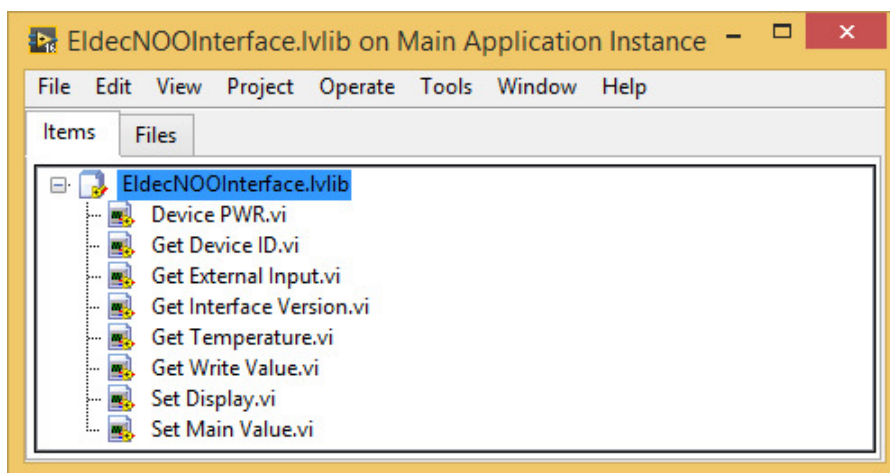 EldecNOOInterface.lvlib on Main Application Instance
File Edit View Project Operate Tools Window Help
Items Files
EldecNOOInterface.lvlib
Device PWR.vi
Get Device ID.vi
Get External Input.vi
Get Interface Version.vi
Get Temperature.vi
Get Write Value.vi
Set Display.vi
Set Main Value.vi